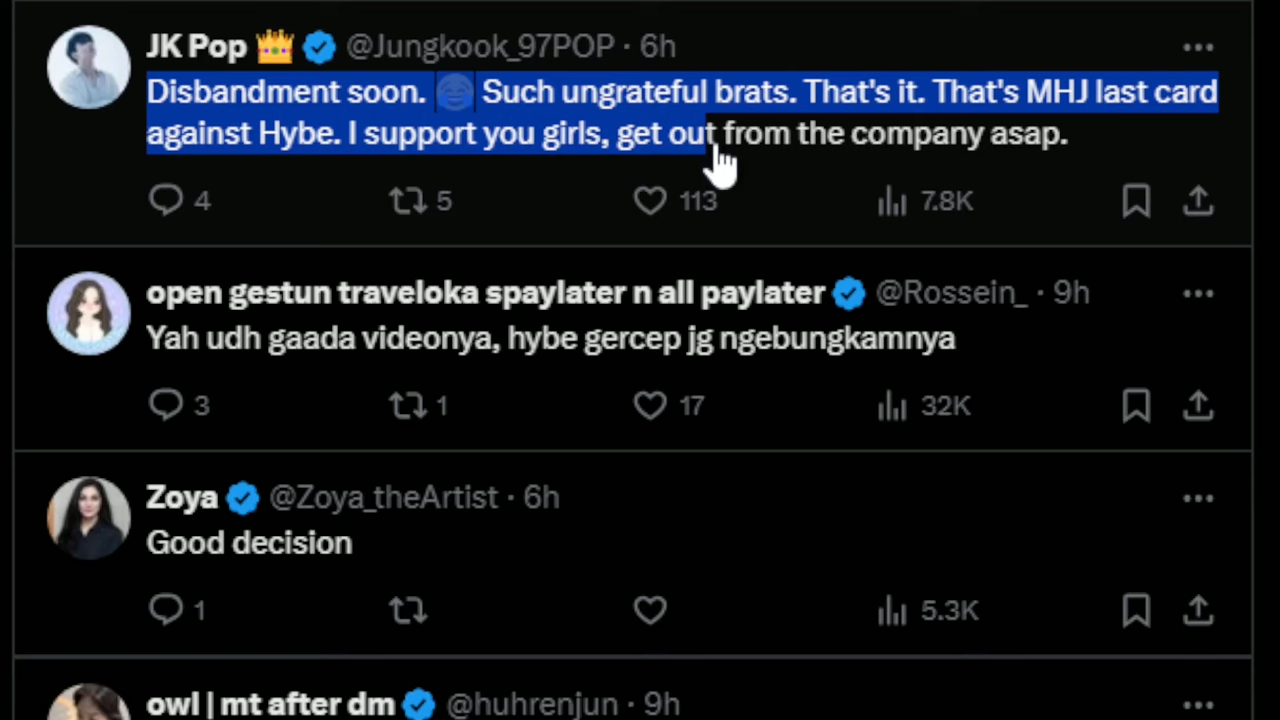 JK Pop 👑 @Jungkook_97POP · 6h
Disbandment soon. Such ungrateful brats. That's it. That's MHJ last card
against Hybe. I support you girls, get out from the company asap.
4 5 113 7.8K
open gestun traveloka spaylater n all paylater @Rossein_ · 9h
Yah udh gaada videonya, hybe gercep jg ngebungkamnya
3 1 17 32K
Zoya @Zoya_theArtist · 6h
Good decision
1 5.3K
owl | mt after dm @huhrenjun · 9h